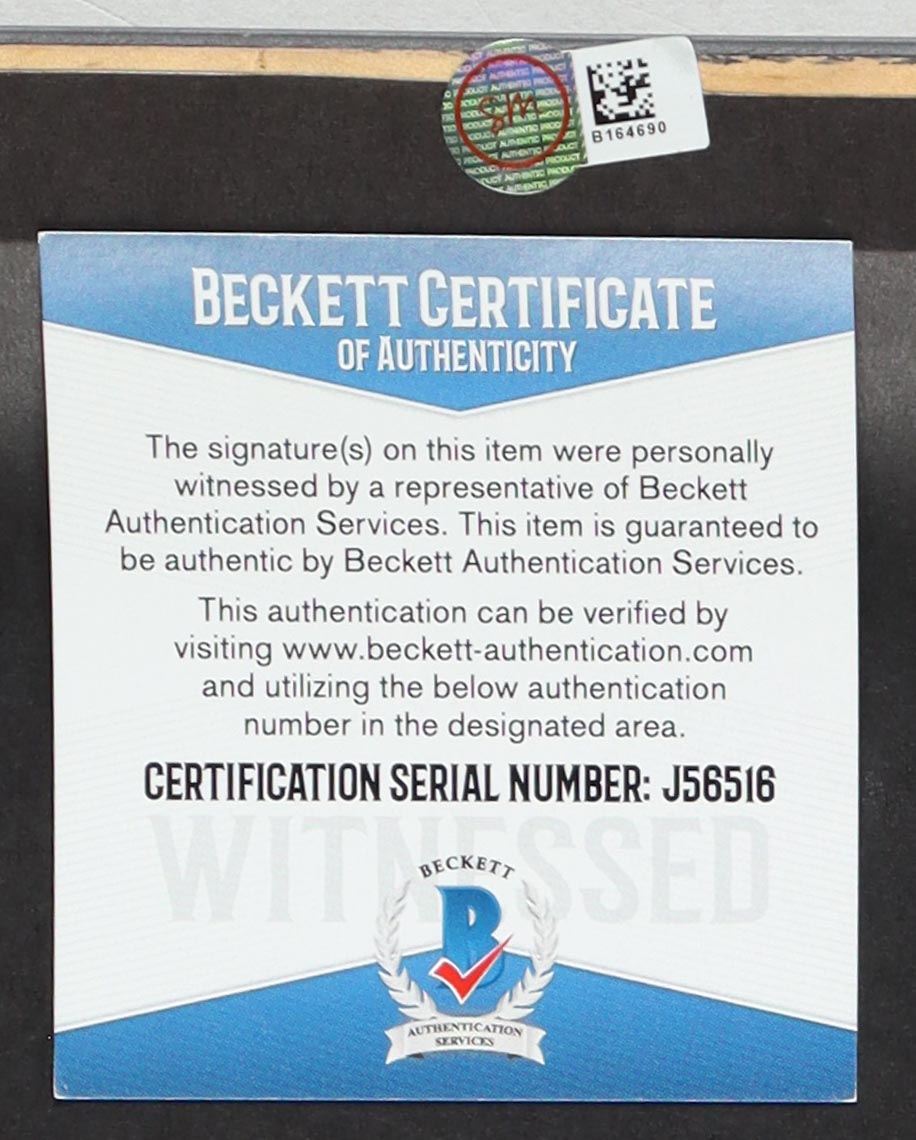 SM
B164690
BECKETT CERTIFICATE
OF AUTHENTICITY
The signature(s) on this item were personally
witnessed by a representative of Beckett
Authentication Services. This item is guaranteed to
be authentic by Beckett Authentication Services.
This authentication can be verified by
visiting www.beckett-authentication.com
and utilizing the below authentication
number in the designated area.
CERTIFICATION SERIAL NUMBER: J56516
WITNESSED
BECKETT
B
AUTHENTICATION
SERVICES